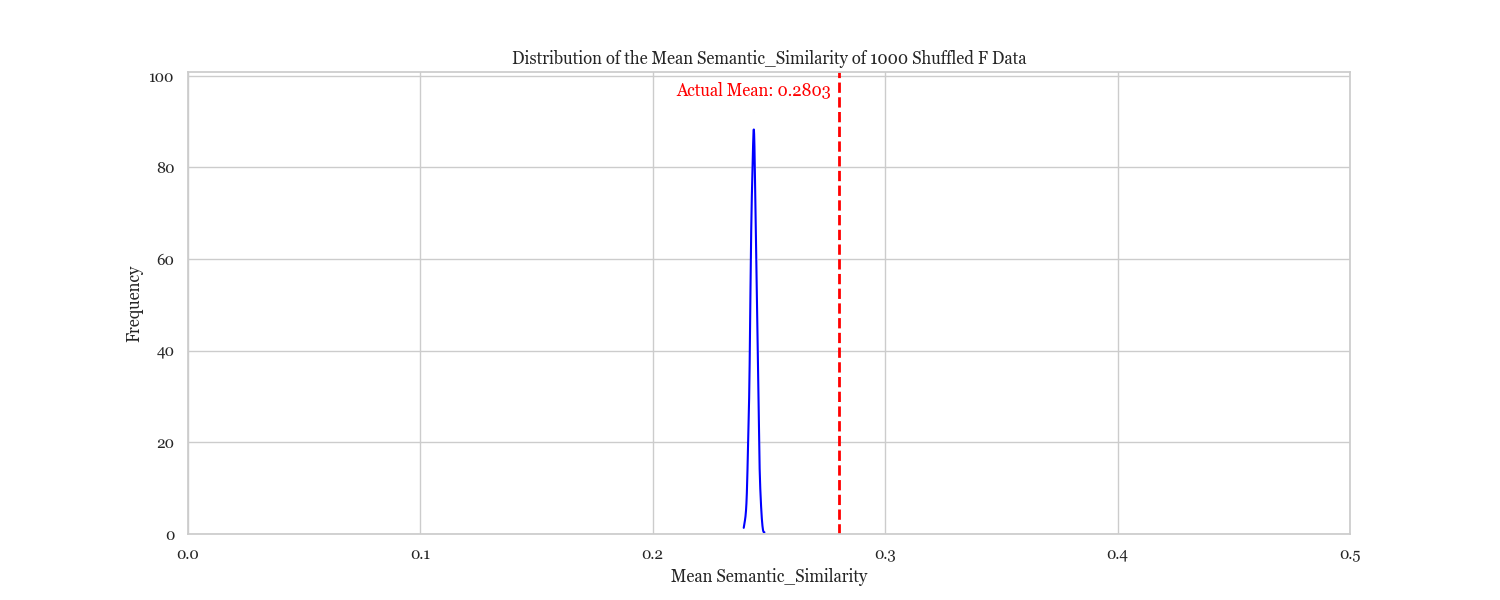 Distribution of the Mean Semantic_Similarity of 1000 Shuffled F Data
Actual Mean: 0.2803
Frequency
100
80
60
40
20
0
0.0 0.1 0.2 0.3 0.4 0.5
Mean Semantic_Similarity